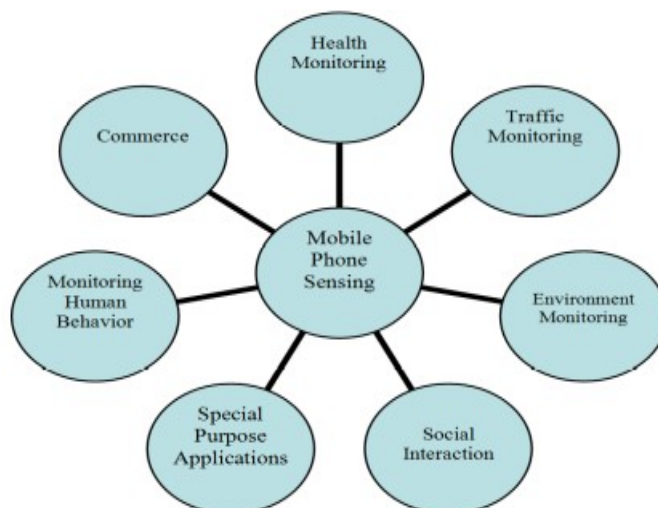 Health
Monitoring
Commerce
Traffic
Monitoring
Mobile
Phone
Sensing
Monitoring
Human
Behavior
Environment
Monitoring
Special
Purpose
Applications
Social
Interaction